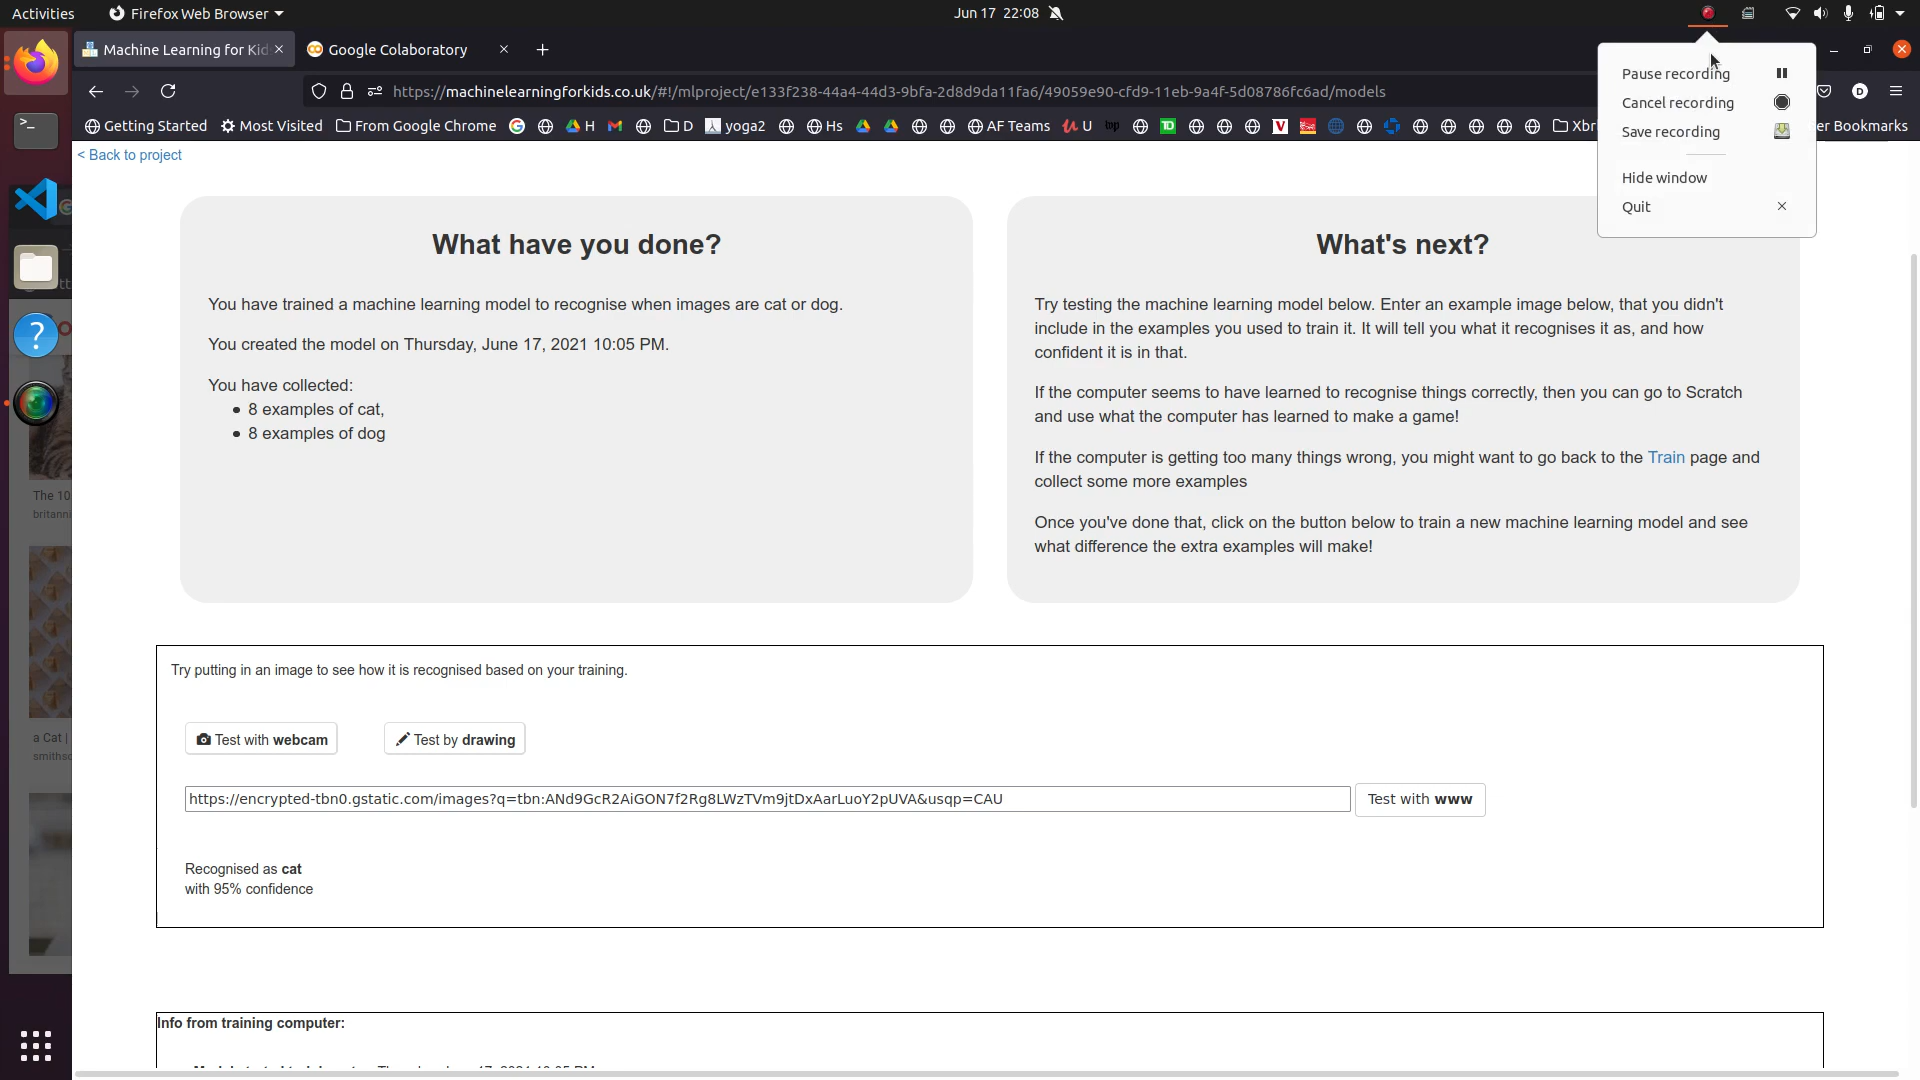 Activities
Firefox Web Browser
Jun 17 22:08
Machine Learning for Kid
Google Colaboratory
https://machinelearningforkids.co.uk/#!/mlproject/e133f238-44a4-44d3-9bfa-2d8d9da11fa6/49059e90-cfd9-11eb-9a4f-5d08786fc6ad/models
Getting Started
Most Visited
From Google Chrome
H
D
yoga2
Hs
AF Teams
U
Xbr
er Bookmarks
Pause recording
Cancel recording
Save recording
Hide window
Quit
< Back to project
What have you done?
You have trained a machine learning model to recognise when images are cat or dog.
You created the model on Thursday, June 17, 2021 10:05 PM.
You have collected:
8 examples of cat,
8 examples of dog
What's next?
Try testing the machine learning model below. Enter an example image below, that you didn't
include in the examples you used to train it. It will tell you what it recognises it as, and how
confident it is in that.
If the computer seems to have learned to recognise things correctly, then you can go to Scratch
and use what the computer has learned to make a game!
If the computer is getting too many things wrong, you might want to go back to the Train page and
collect some more examples
Once you've done that, click on the button below to train a new machine learning model and see
what difference the extra examples will make!
The 10
britanni
a Cat |
smithsc
Try putting in an image to see how it is recognised based on your training.
Test with webcam
Test by drawing
https://encrypted-tbn0.gstatic.com/images?q=tbn:ANd9GcR2AiGON7f2Rg8LWzTVm9jtDxAarLuoY2pUVA&usqp=CAU
Test with www
Recognised as cat
with 95% confidence
Info from training computer: